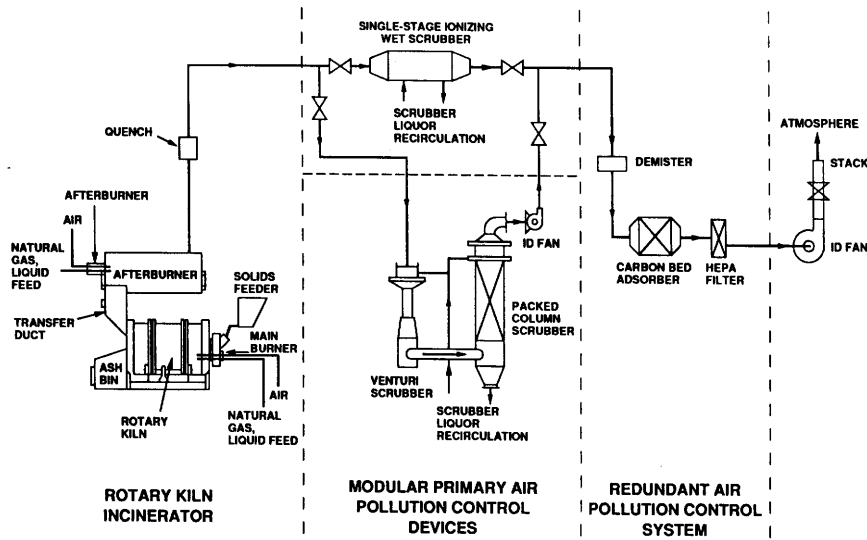 SINGLE-STAGE IONIZING
WET SCRUBBER
SCRUBBER
LIQUOR
RECIRCULATION
QUENCH
AFTERBURNER
AIR
NATURAL
GAS,
LIQUID
FEED
AFTERBURNER
SOLIDS
FEEDER
TRANSFER
DUCT
MAIN
BURNER
ASH
BIN
AIR
ROTARY
KILN
NATURAL
GAS,
LIQUID FEED
ID FAN
PACKED
COLUMN
SCRUBBER
VENTURI
SCRUBBER
SCRUBBER
LIQUOR
RECIRCULATION
DEMISTER
CARBON BED
ADSORBER
HEPA
FILTER
ATMOSPHERE
STACK
ID FAN
ROTARY KILN
INCINERATOR
MODULAR PRIMARY AIR
POLLUTION CONTROL
DEVICES
REDUNDANT AIR
POLLUTION CONTROL
SYSTEM